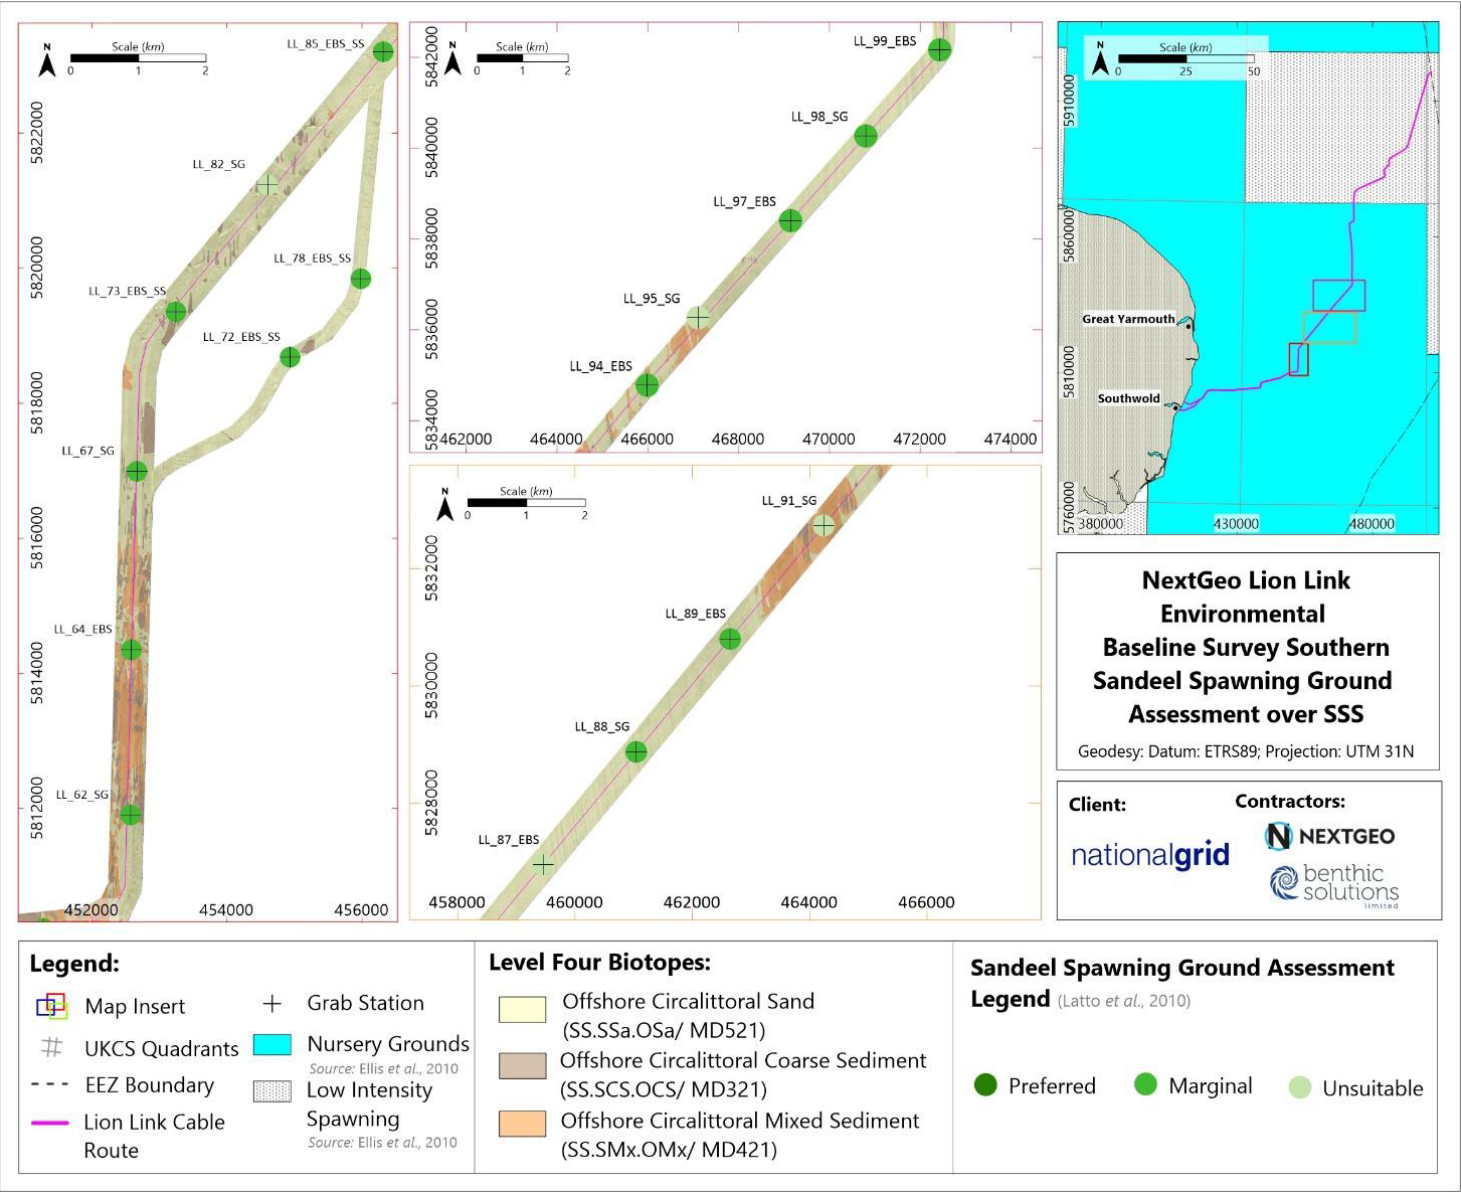 N
Scale (km)
0 1 2
LL_85_EBS_SS
LL_82_SG
LL_78_EBS_SS
LL_73_EBS_SS
LL_72_EBS_SS
LL_67_SG
LL_64_EBS
LL_62_SG
5822000
5820000
5818000
5816000
5814000
5812000
452000 454000 456000
N
Scale (km)
0 1 2
LL_99_EBS
LL_98_SG
LL_97_EBS
LL_95_SG
LL_94_EBS
5842000
5840000
5838000
5836000
5834000
462000 464000 466000 468000 470000 472000 474000
N
Scale (km)
0 1 2
LL_91_SG
LL_89_EBS
LL_88_SG
LL_87_EBS
5832000
5830000
5828000
458000 460000 462000 464000 466000
N
Scale (km)
0 25 50
5910000
5860000
5810000
5760000
Great Yarmouth
Southwold
380000 430000 480000
NextGeo Lion Link
Environmental
Baseline Survey Southern
Sandeel Spawning Ground
Assessment over SSS
Geodesy: Datum: ETRS89; Projection: UTM 31N
Client:
nationalgrid
Contractors:
NEXTGEO
benthic
solutions
limited
Legend:
Map Insert
UKCS Quadrants
EEZ Boundary
Lion Link Cable
Route
Grab Station
Nursery Grounds
Source: Ellis et al., 2010
Low Intensity
Spawning
Source: Ellis et al., 2010
Level Four Biotopes:
Offshore Circalittoral Sand
(SS.SSa.OSa/ MD521)
Offshore Circalittoral Coarse Sediment
(SS.SCS.OCS/ MD321)
Offshore Circalittoral Mixed Sediment
(SS.SMx.OMx/ MD421)
Sandeel Spawning Ground Assessment
Legend (Latto et al., 2010)
Preferred
Marginal
Unsuitable